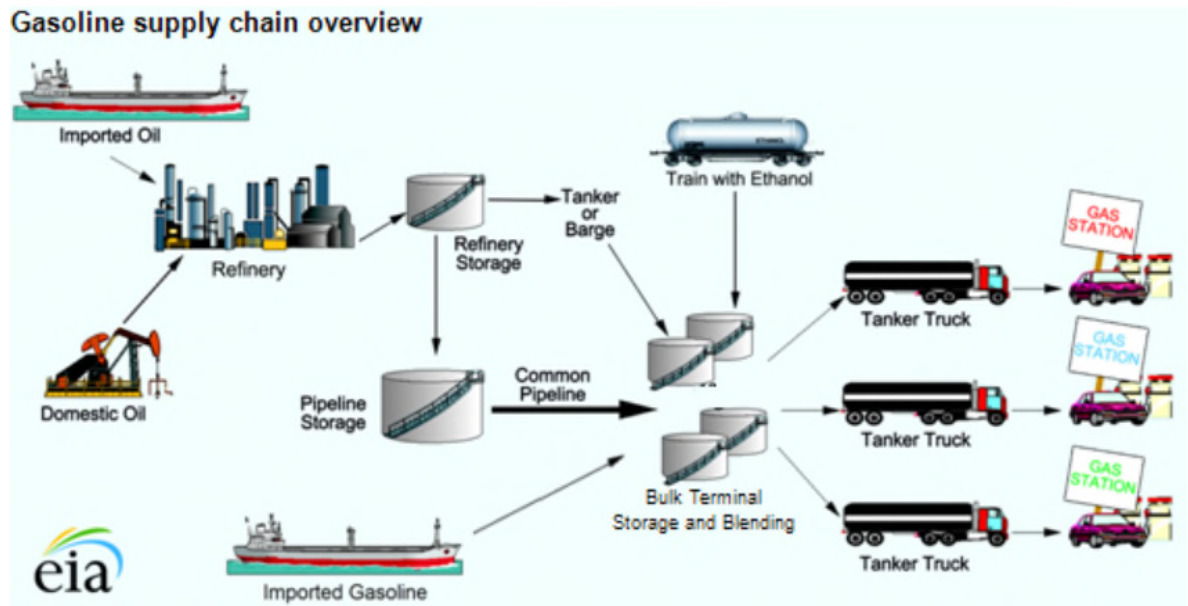 Gasoline supply chain overview
Imported Oil
Train with Ethanol
ETHANOL
Refinery
Refinery
Storage
Tanker
or
Barge
Domestic Oil
Pipeline
Storage
Common
Pipeline
Bulk Terminal
Storage and Blending
Imported Gasoline
Tanker Truck
GAS
STATION
Tanker Truck
GAS
STATION
Tanker Truck
GAS
STATION
eia